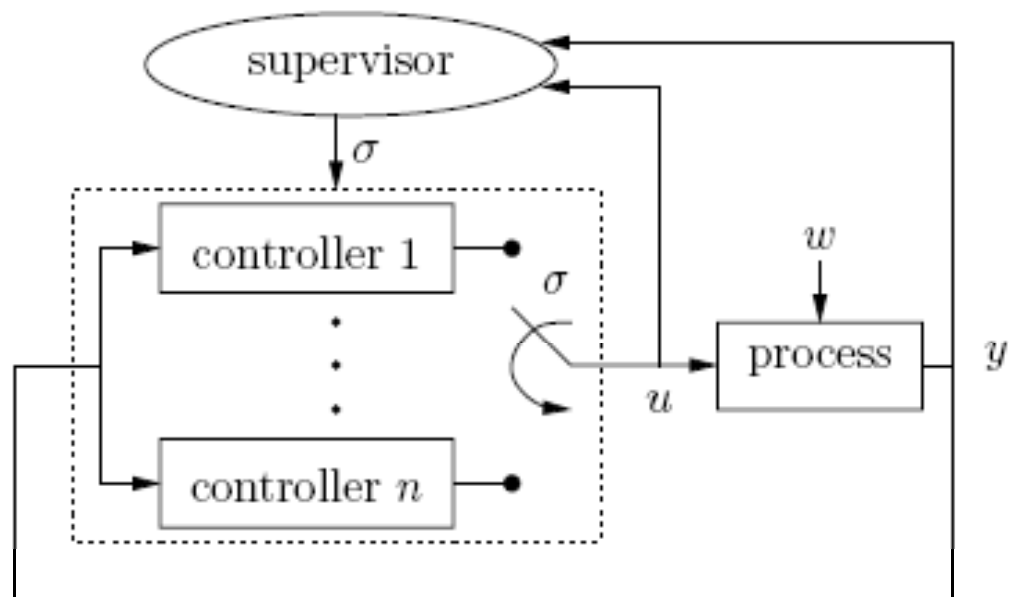 supervisor
σ
controller 1
σ
w
process
y
u
controller n